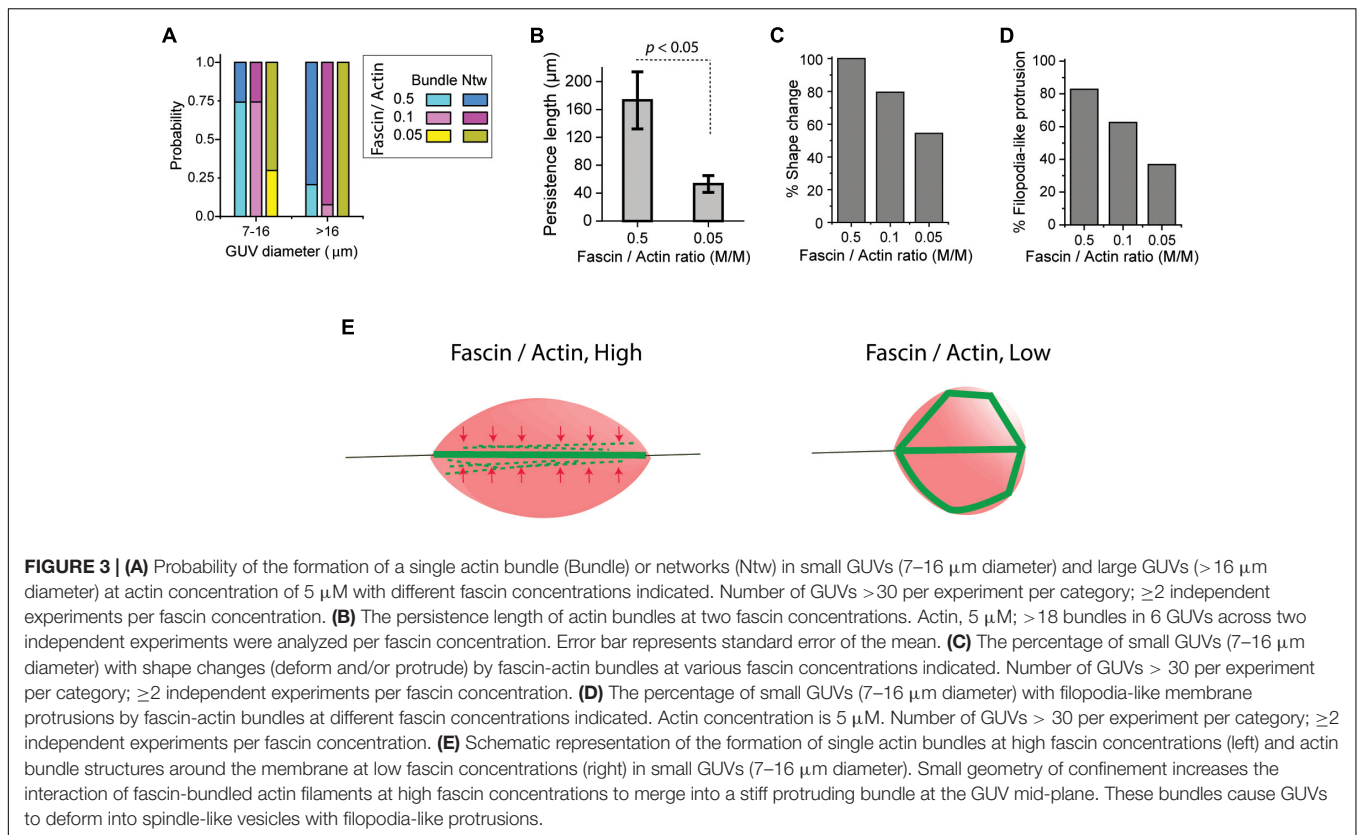 A
1.0
0.75
0.5
0.25
0.0
Probability
7-16 >16
GUV diameter (μm)
Fascin/ Actin
Bundle Ntw
0.5
0.1
0.05
B
p < 0.05
200
160
120
80
40
0
Persistence length (μm)
0.5 0.05
Fascin / Actin ratio (M/M)
C
100
80
60
40
20
0
% Shape change
0.5 0.1 0.05
Fascin / Actin ratio (M/M)
D
100
80
60
40
20
0
% Filopodia-like protrusion
0.5 0.1 0.05
Fascin / Actin ratio (M/M)
E
Fascin / Actin, High
Fascin / Actin, Low
FIGURE 3 | (A) Probability of the formation of a single actin bundle (Bundle) or networks (Ntw) in small GUVs (7–16 μm diameter) and large GUVs (>16 μm
diameter) at actin concentration of 5 μM with different fascin concentrations indicated. Number of GUVs >30 per experiment per category; ≥2 independent
experiments per fascin concentration. (B) The persistence length of actin bundles at two fascin concentrations. Actin, 5 μM; >18 bundles in 6 GUVs across two
independent experiments were analyzed per fascin concentration. Error bar represents standard error of the mean. (C) The percentage of small GUVs (7–16 μm
diameter) with shape changes (deform and/or protrude) by fascin-actin bundles at various fascin concentrations indicated. Number of GUVs > 30 per experiment
per category; ≥2 independent experiments per fascin concentration. (D) The percentage of small GUVs (7–16 μm diameter) with filopodia-like membrane
protrusions by fascin-actin bundles at different fascin concentrations indicated. Actin concentration is 5 μM. Number of GUVs > 30 per experiment per category; ≥2
independent experiments per fascin concentration. (E) Schematic representation of the formation of single actin bundles at high fascin concentrations (left) and actin
bundle structures around the membrane at low fascin concentrations (right) in small GUVs (7–16 μm diameter). Small geometry of confinement increases the
interaction of fascin-bundled actin filaments at high fascin concentrations to merge into a stiff protruding bundle at the GUV mid-plane. These bundles cause GUVs
to deform into spindle-like vesicles with filopodia-like protrusions.